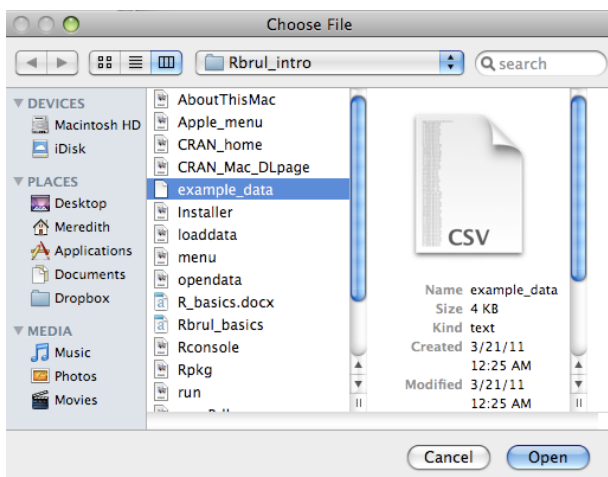 Choose File
Rbrul_intro
search
DEVICES
Macintosh HD
iDisk
PLACES
Desktop
Meredith
Applications
Documents
Dropbox
MEDIA
Music
Photos
Movies
AboutThisMac
Apple_menu
CRAN_home
CRAN_Mac_DLpage
example_data
Installer
loaddata
menu
opendata
R_basics.docx
Rbrul_basics
Rconsole
Rpkg
run
CSV
Name example_data
Size 4 KB
Kind text
Created 3/21/11
12:25 AM
Modified 3/21/11
12:25 AM
Cancel
Open